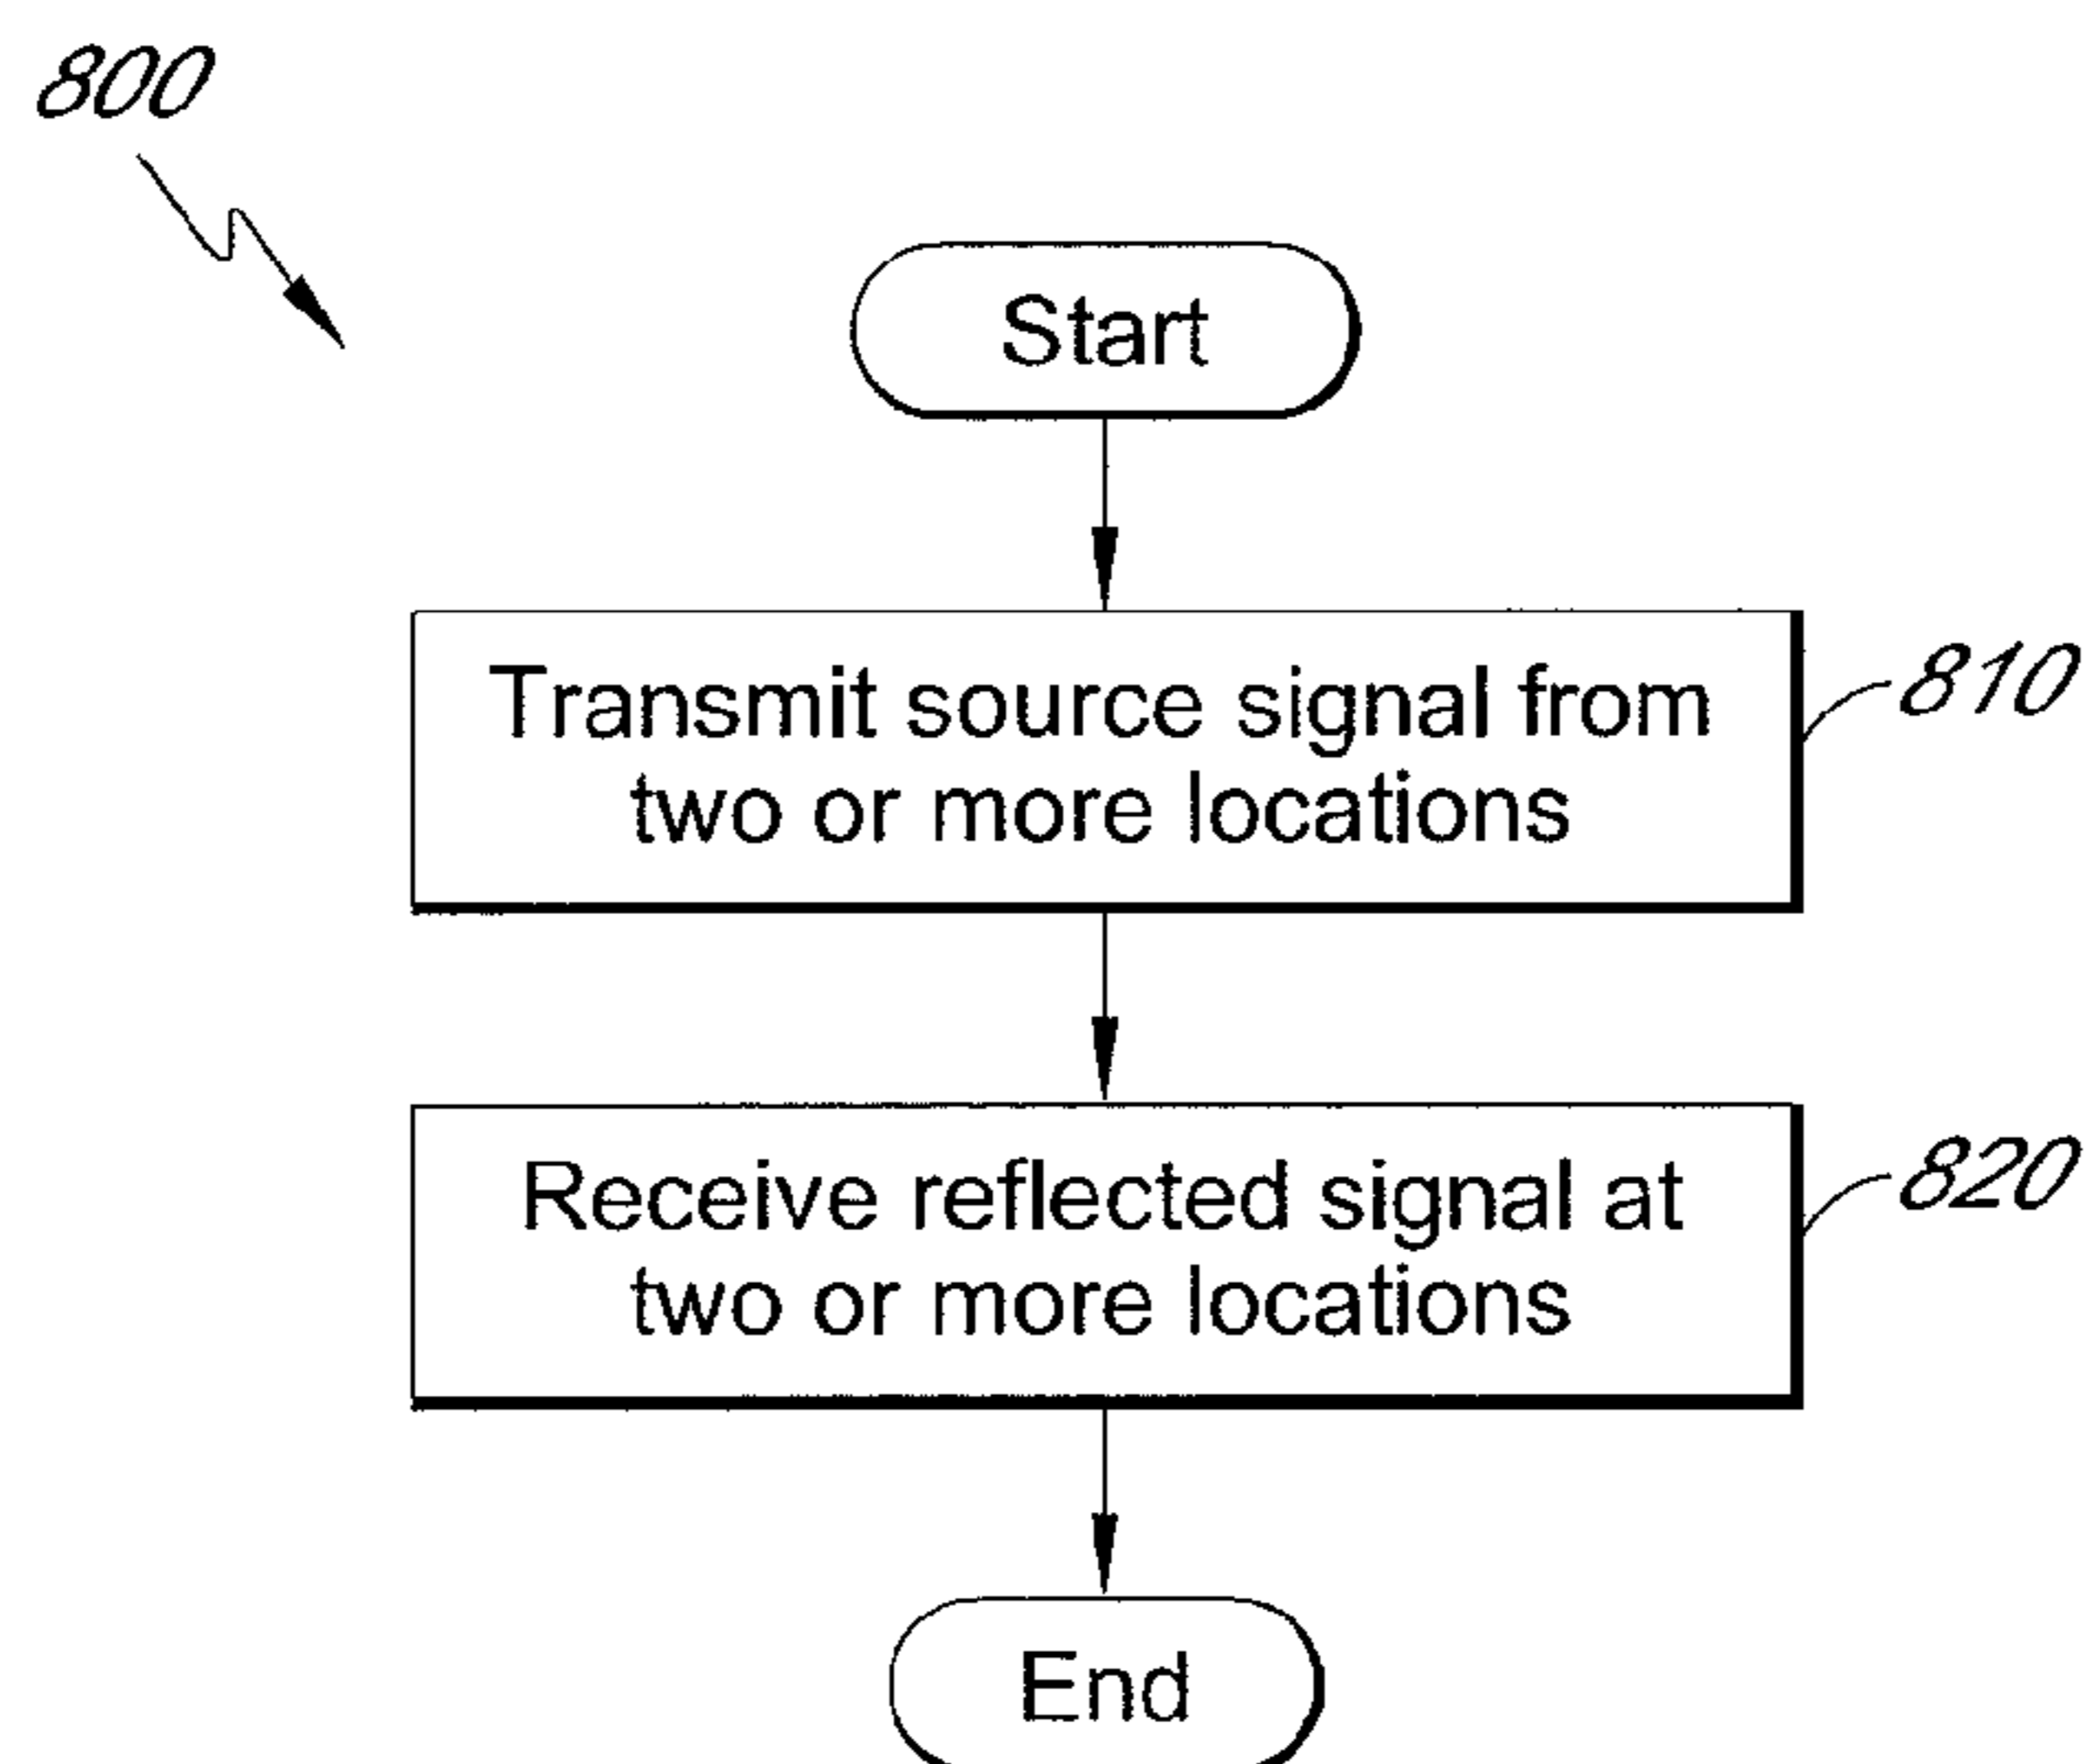 800
Start
Transmit source signal from
two or more locations
810
Receive reflected signal at
two or more locations
820
End